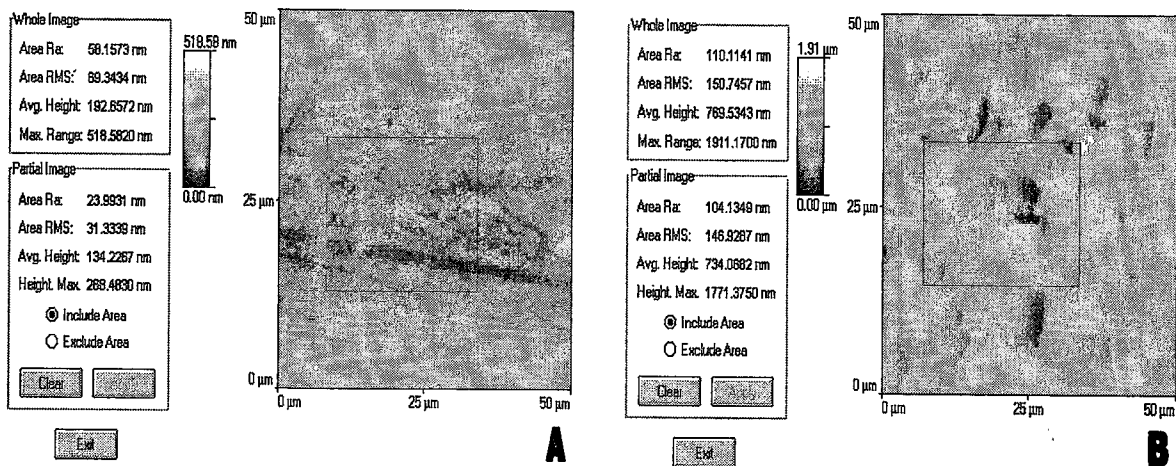 Whole Image
Area Ra: 58.1573 nm
Area RMS: 89.3434 nm
Avg. Height: 192.6572 nm
Max. Range: 518.5820 nm
Partial Image
Area Ra: 23.9931 nm
Area RMS: 31.3339 nm
Avg. Height: 134.2267 nm
Height. Max. 268.4830 nm
Include Area
Exclude Area
Clear
Exit
518.58 nm
0.00 nm
50 µm
25 µm
0 µm
0 µm
25 µm
50 µm
A
Whole Image
Area Ra: 110.1141 nm
Area RMS: 150.7457 nm
Avg. Height: 769.5343 nm
Max. Range: 1911.1700 nm
Partial Image
Area Ra: 104.1349 nm
Area RMS: 146.9267 nm
Avg. Height: 734.0682 nm
Height. Max. 1771.3750 nm
Include Area
Exclude Area
Clear
Apply
Exit
1.91 µm
0.00 µm
50 µm
25 µm
0 µm
0 µm
25 µm
50 µm
B